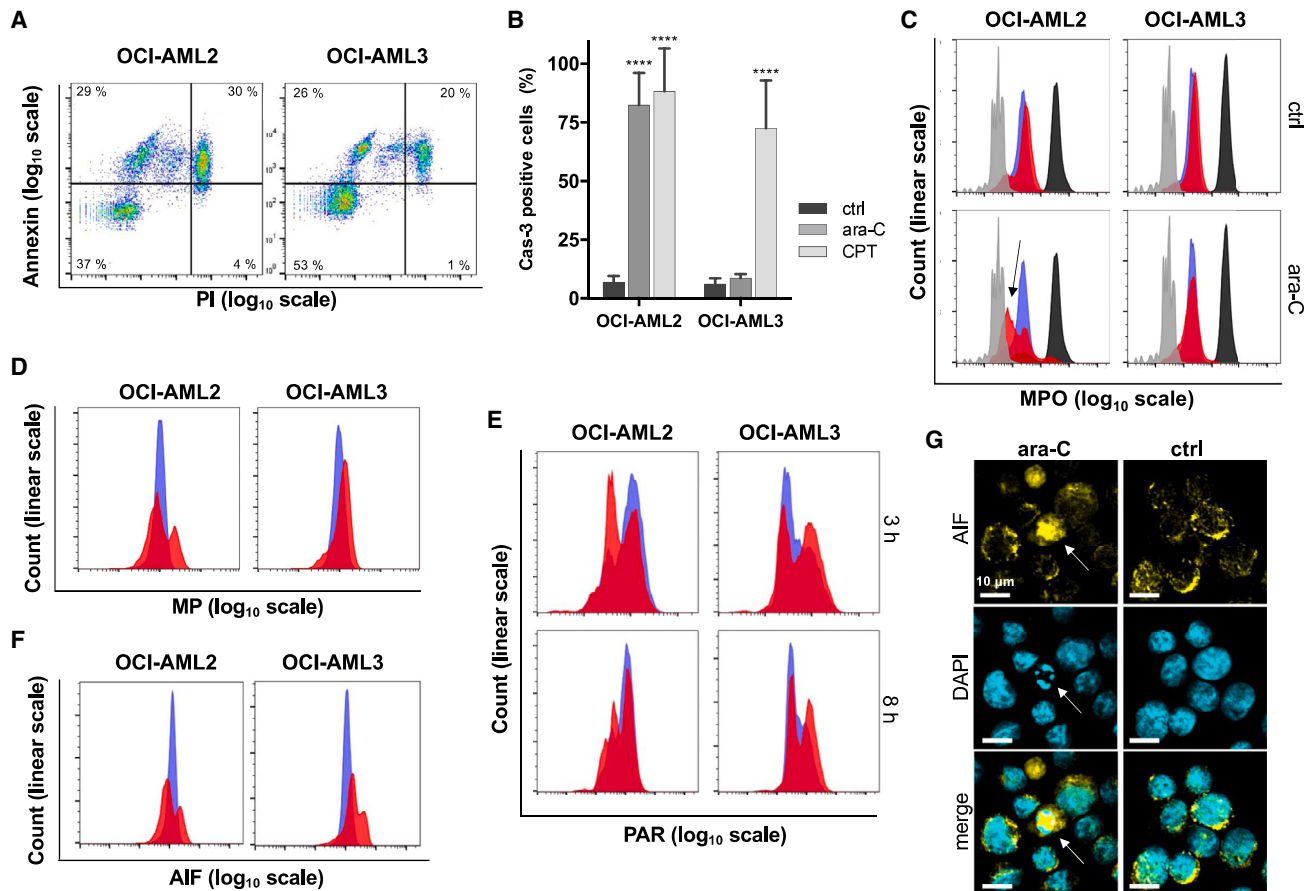 A
OCI-AML2
OCI-AML3
29 %
30 %
26 %
20 %
37 %
4 %
53 %
1 %
Annexin (log10 scale)
PI (log10 scale)
B
Cas-3 positive cells (%)
100
75
50
25
0
****
****
****
ctrl
ara-C
CPT
OCI-AML2
OCI-AML3
C
OCI-AML2
OCI-AML3
ctrl
ara-C
Count (linear scale)
MPO (log10 scale)
D
OCI-AML2
OCI-AML3
Count (linear scale)
MP (log10 scale)
E
OCI-AML2
OCI-AML3
3 h
8 h
Count (linear scale)
PAR (log10 scale)
F
OCI-AML2
OCI-AML3
Count (linear scale)
AIF (log10 scale)
G
ara-C
ctrl
AIF
10 µm
DAPI
merge